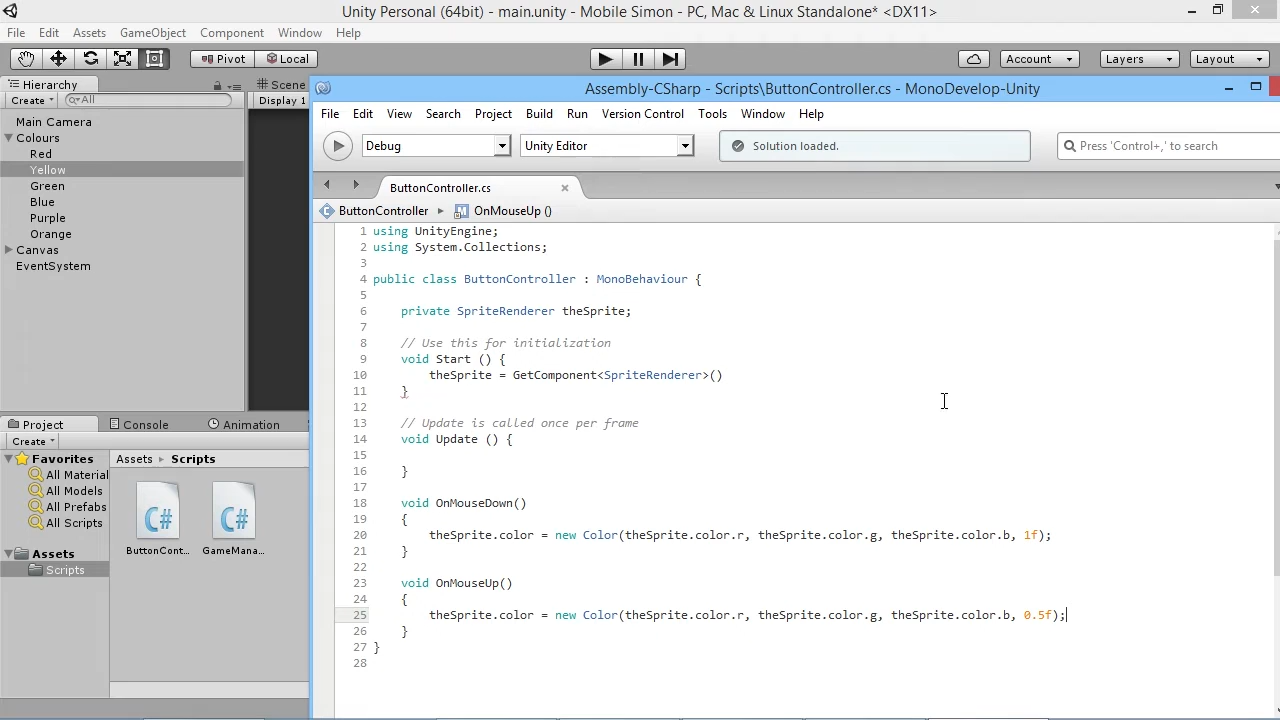 Unity Personal (64bit) - main.unity - Mobile Simon - PC, Mac & Linux Standalone* <DX11>
File Edit Assets GameObject Component Window Help
Pivot Local Account Layers Layout
Hierarchy
Scene
Create All
Display 1
Main Camera
Colours
Red
Yellow
Green
Blue
Purple
Orange
Canvas
EventSystem
Project Console Animation
Create
Favorites
All Material
All Models
All Prefabs
All Scripts
Assets
Scripts
Assets Scripts
C# C#
ButtonCont... GameMana...
Assembly-CSharp - Scripts\ButtonController.cs - MonoDevelop-Unity
File Edit View Search Project Build Run Version Control Tools Window Help
Debug Unity Editor Solution loaded. Press 'Control+,' to search
ButtonController.cs
ButtonController OnMouseUp ()
1 using UnityEngine;
2 using System.Collections;
3
4 public class ButtonController : MonoBehaviour {
5
6 private SpriteRenderer theSprite;
7
8 // Use this for initialization
9 void Start () {
10 theSprite = GetComponent<SpriteRenderer>()
11 }
12
13 // Update is called once per frame
14 void Update () {
15
16 }
17
18 void OnMouseDown()
19 {
20 theSprite.color = new Color(theSprite.color.r, theSprite.color.g, theSprite.color.b, 1f);
21 }
22
23 void OnMouseUp()
24 {
25 theSprite.color = new Color(theSprite.color.r, theSprite.color.g, theSprite.color.b, 0.5f);
26 }
27 }
28